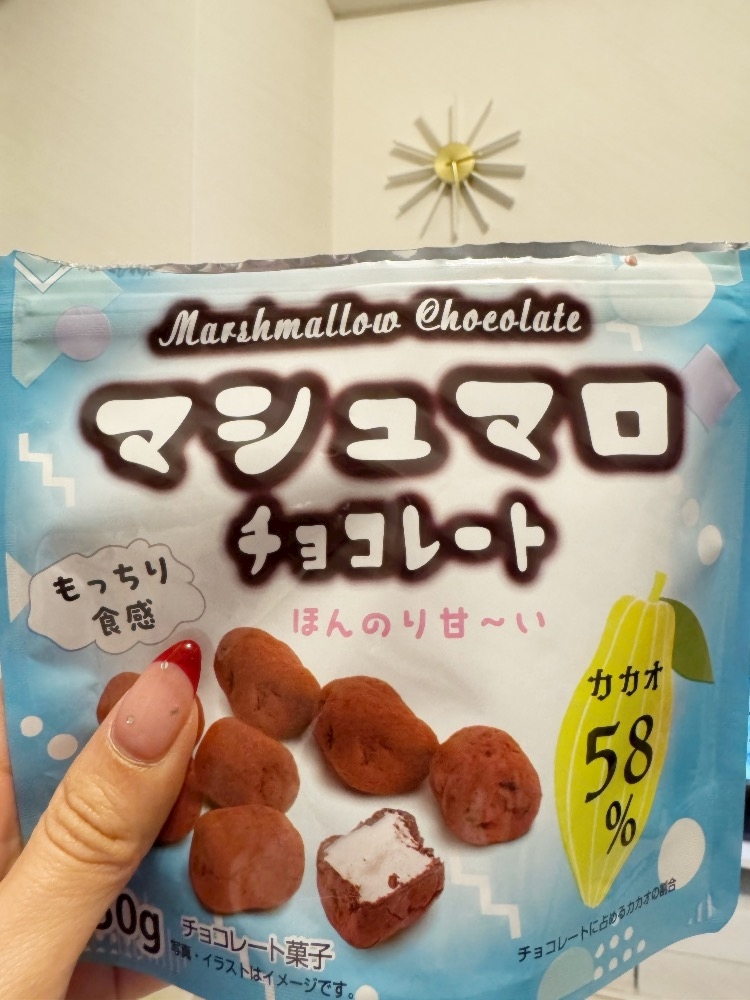 Marshmallow Chocolate
マシュマロ
チョコレート
もっちり
食感
ほんのり甘～い
カカオ
58
%
チョコレートに占めるカカオの割合
チョコレート菓子
写真・イラストはイメージです。